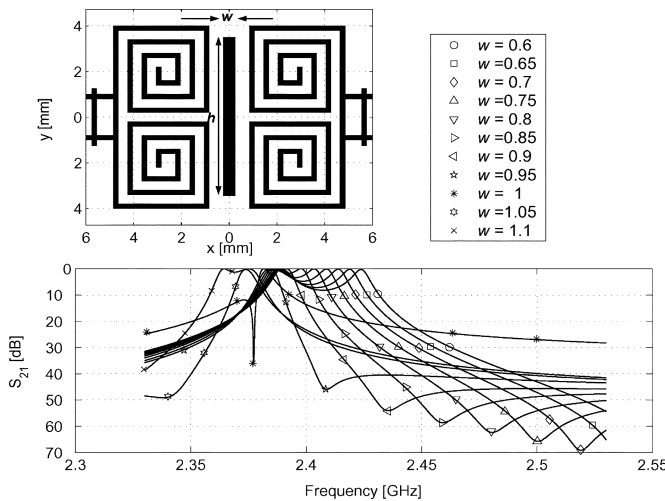 w
4
2
0
2
4
y [mm]
h
6 4 2 0 2 4 6
x [mm]
w = 0.6
w =0.65
w =0.7
w =0.75
w =0.8
w =0.85
w =0.9
w =0.95
w = 1
w =1.05
w =1.1
0
10
20
30
40
50
60
70
S21 [dB]
2.3 2.35 2.4 2.45 2.5 2.55
Frequency [GHz]